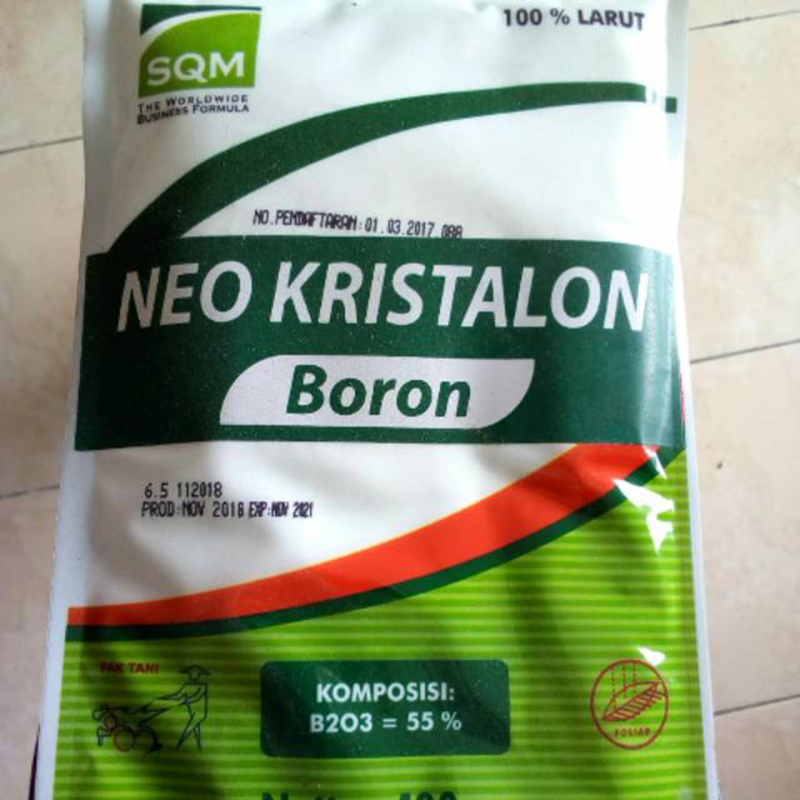 100 % LARUT
SQM
THE WORLDWIDE
BUSINESS FORMULA
NO.PENDAFTARAN:01.03.2017.088
NEO KRISTALON
Boron
6.5 112018
PROD:NOV 2018 EXP:NOV 2021
PAK TANI
KOMPOSISI:
B2O3 = 55 %
FOLIAR